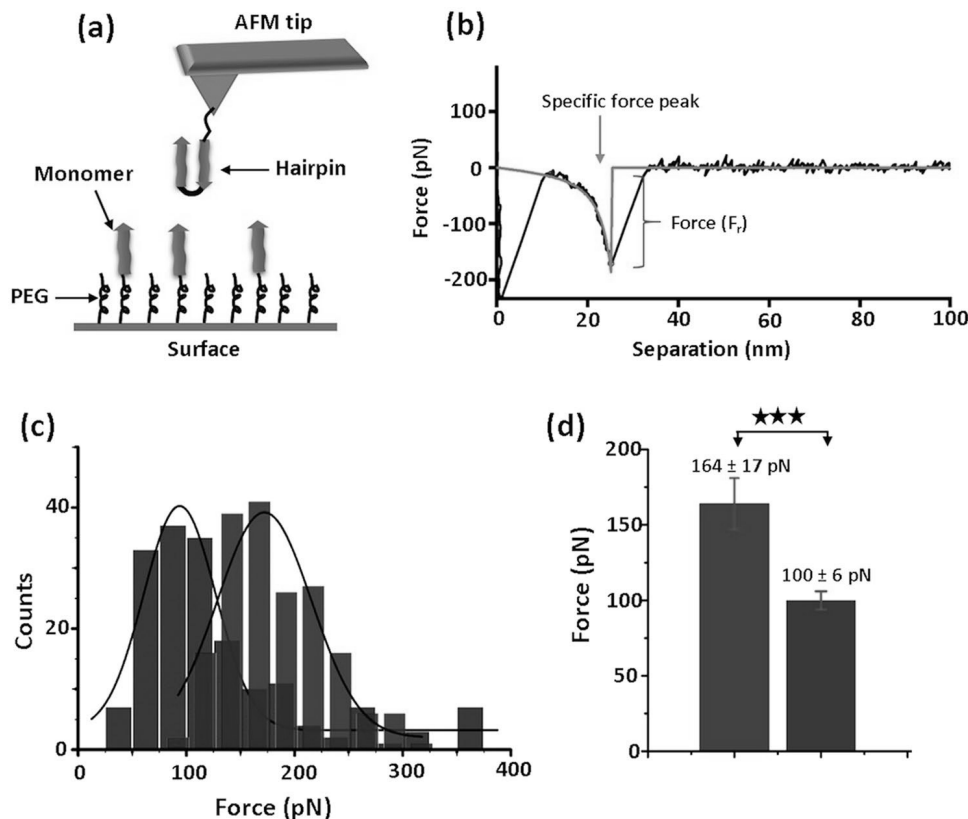 (a)
AFM tip
Hairpin
Monomer
PEG
Surface
(b)
Force (pN)
100
0
-100
-200
Specific force peak
Force (Fᵣ)
0 20 40 60 80 100
Separation (nm)
(c)
Counts
40
20
0
0 100 200 300 400
Force (pN)
(d)
★★★
Force (pN)
200
150
100
50
0
164 ± 17 pN
100 ± 6 pN